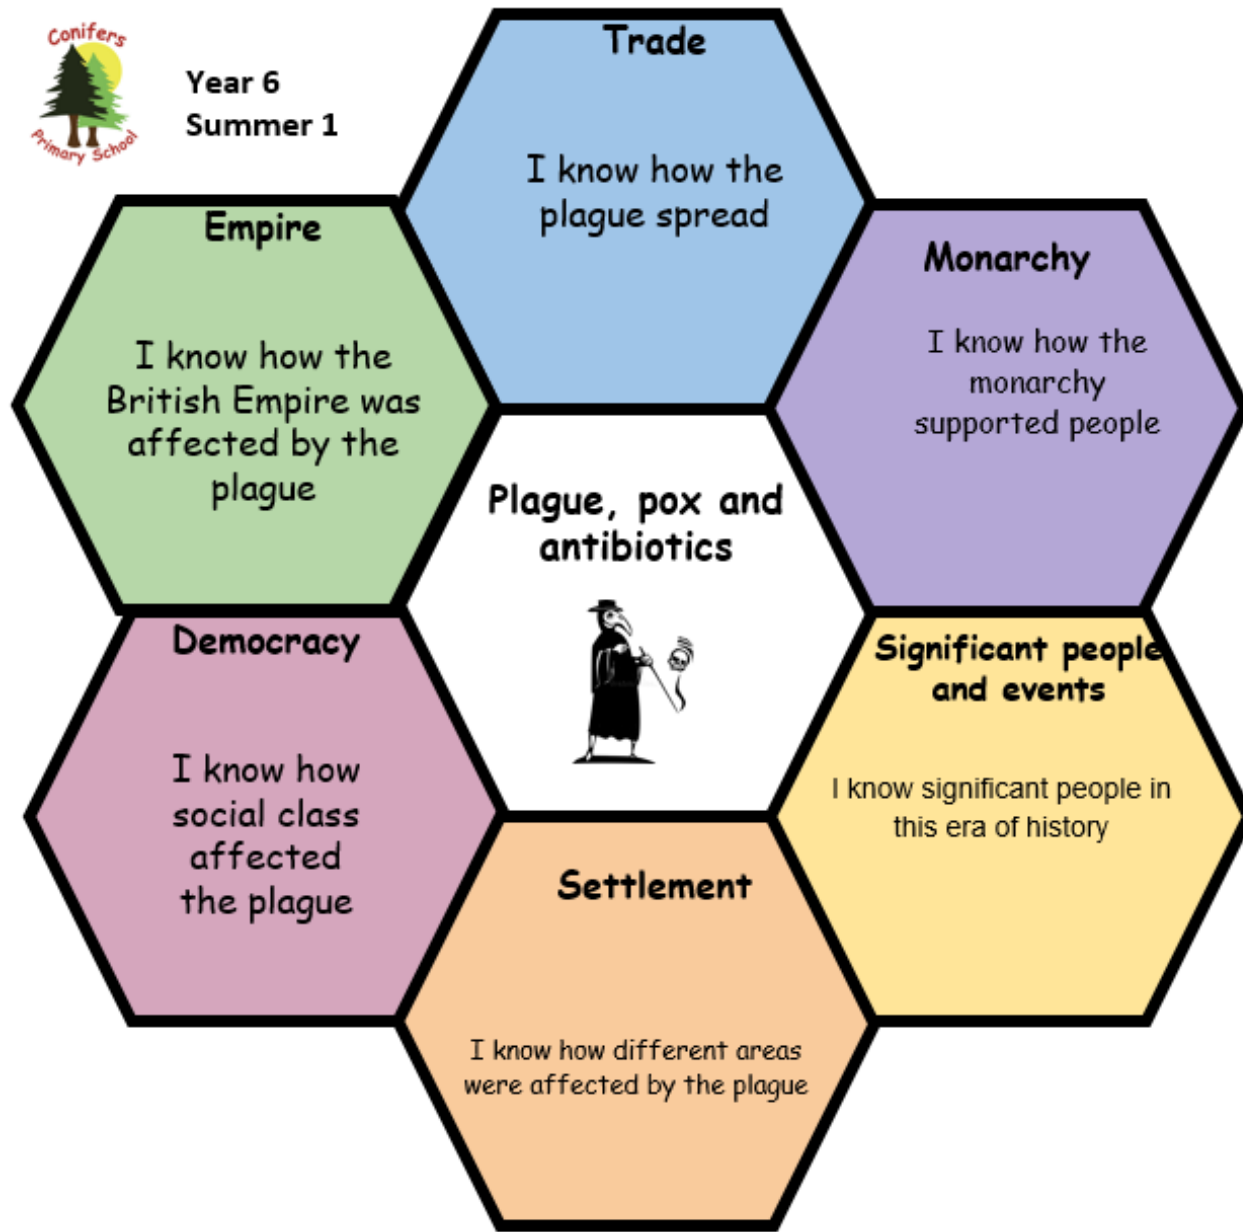 Conifers
Primary School
Year 6
Summer 1
Trade
I know how the
plague spread
Empire
I know how the
British Empire was
affected by the
plague
Monarchy
I know how the
monarchy
supported people
Plague, pox and
antibiotics
Democracy
I know how
social class
affected
the plague
Significant people
and events
I know significant people in
this era of history
Settlement
I know how different areas
were affected by the plague